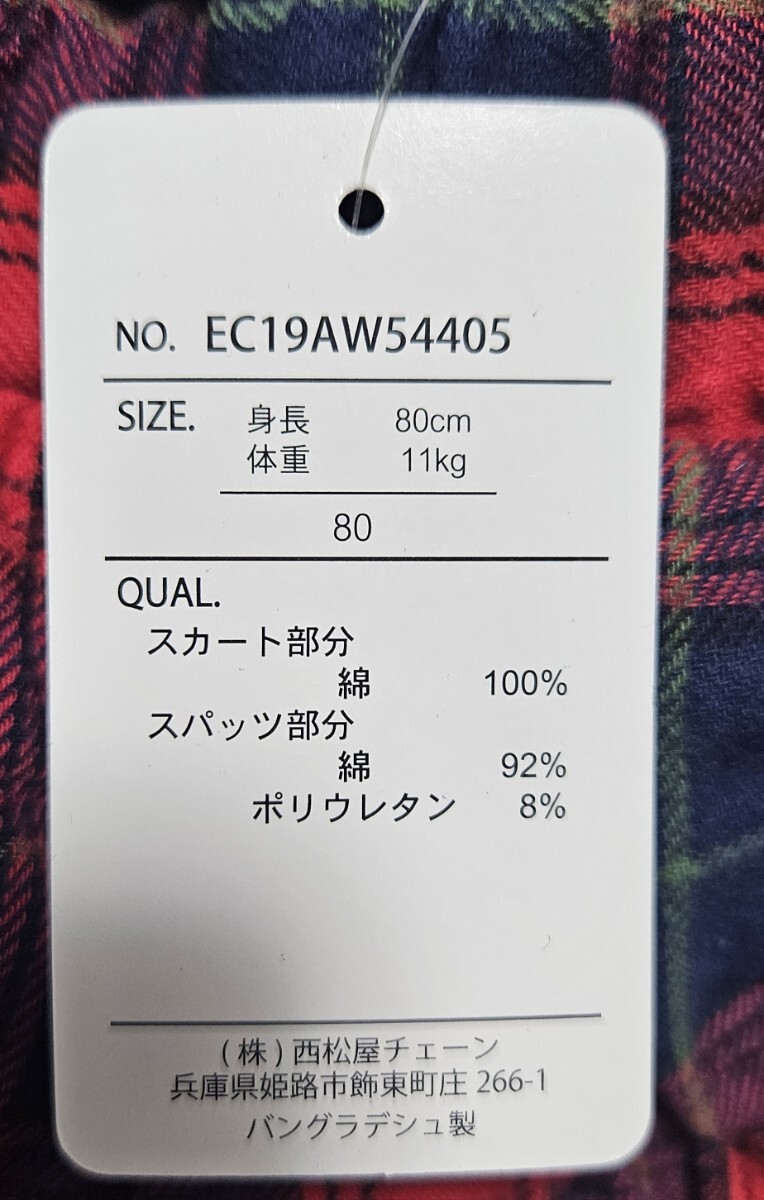 NO. EC19AW54405
SIZE. 身長 80cm
体重 11kg
80
QUAL.
スカート部分
綿 100%
スパッツ部分
綿 92%
ポリウレタン 8%
(株)西松屋チェーン
兵庫県姫路市飾東町庄 266-1
バングラデシュ製